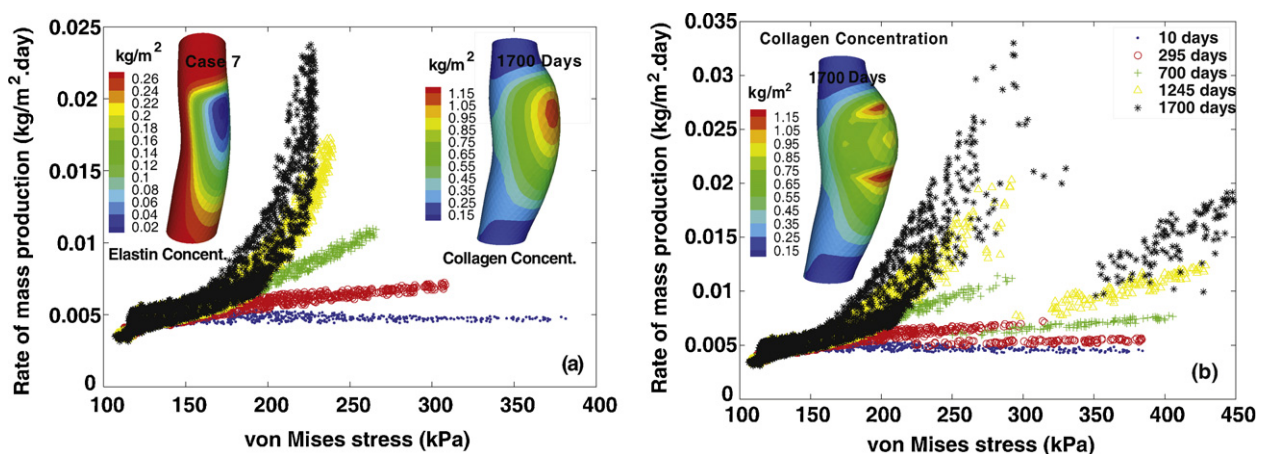 0.025
0.02
0.015
0.01
0.005
0
Rate of mass production (kg/m².day)
100 150 200 250 300 350 400
von Mises stress (kPa)
kg/m²
0.26
0.24
0.22
0.20
0.18
0.16
0.14
0.12
0.10
0.08
0.06
0.04
0.02
Case 7
Elastin Concent.
kg/m²
1.15
1.05
0.95
0.85
0.75
0.65
0.55
0.45
0.35
0.25
0.15
1700 Days
Collagen Concent.
(a)
0.035
0.03
0.025
0.02
0.015
0.01
0.005
0
Rate of mass production (kg/m².day)
100 150 200 250 300 350 400 450
von Mises stress (kPa)
Collagen Concentration
1700 Days
kg/m²
1.15
1.05
0.95
0.85
0.75
0.65
0.55
0.45
0.35
0.25
0.15
10 days
295 days
700 days
1245 days
1700 days
(b)